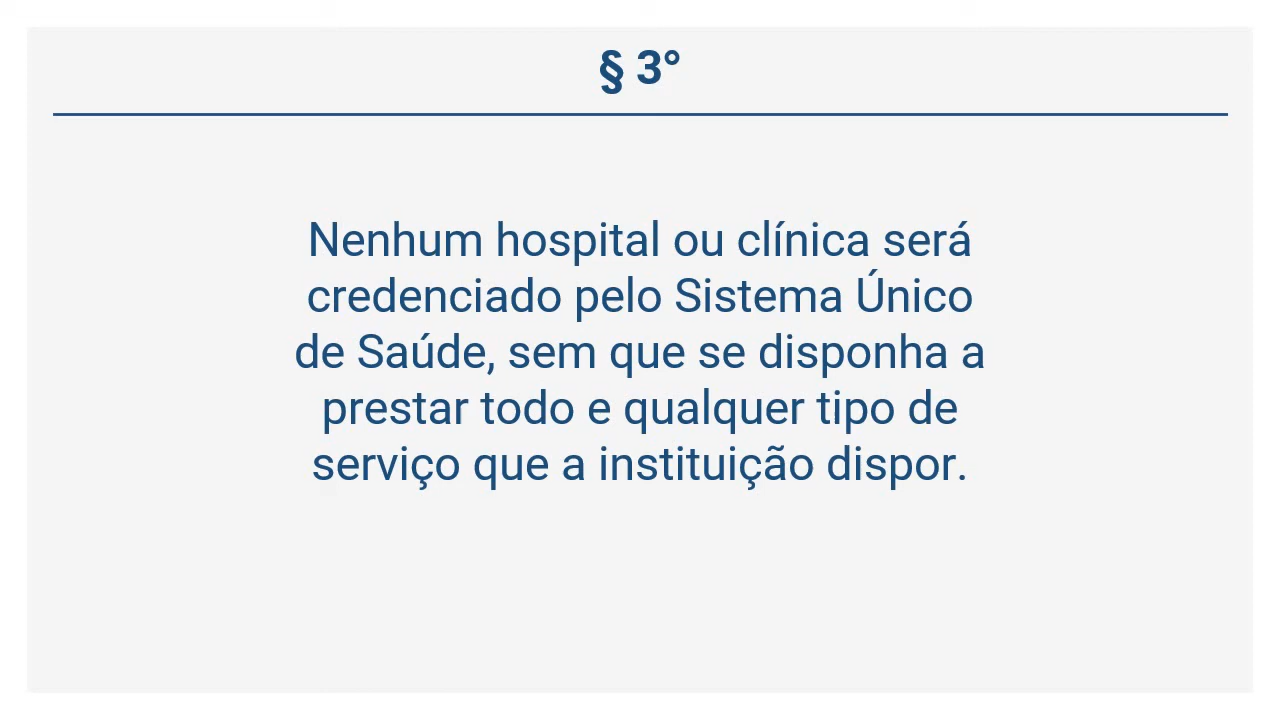 § 3°
Nenhum hospital ou clínica será
credenciado pelo Sistema Único
de Saúde, sem que se disponha a
prestar todo e qualquer tipo de
serviço que a instituição dispor.